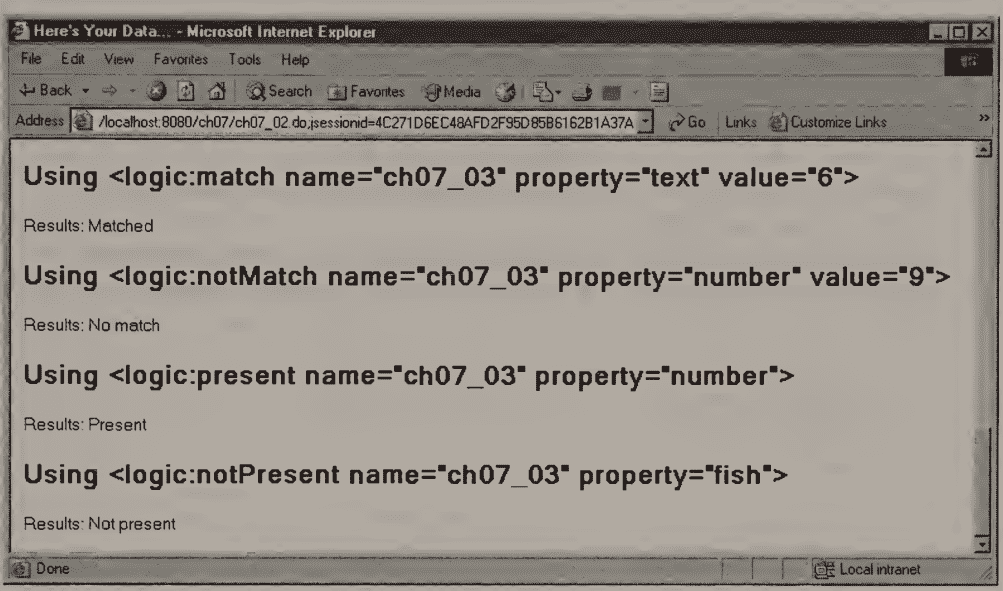 Here's Your Data... - Microsoft Internet Explorer
File Edit View Favorites Tools Help
Back Search Favorites Media
Address /localhost:8080/ch07/ch07_02.do;jsessionid=4C271D6EC48AFD2F95D85B6162B1A37A Go Links Customize Links »
Using <logic:match name="ch07_03" property="text" value="6">
Results: Matched
Using <logic:notMatch name="ch07_03" property="number" value="9">
Results: No match
Using <logic:present name="ch07_03" property="number">
Results: Present
Using <logic:notPresent name="ch07_03" property="fish">
Results: Not present
Done Local intranet